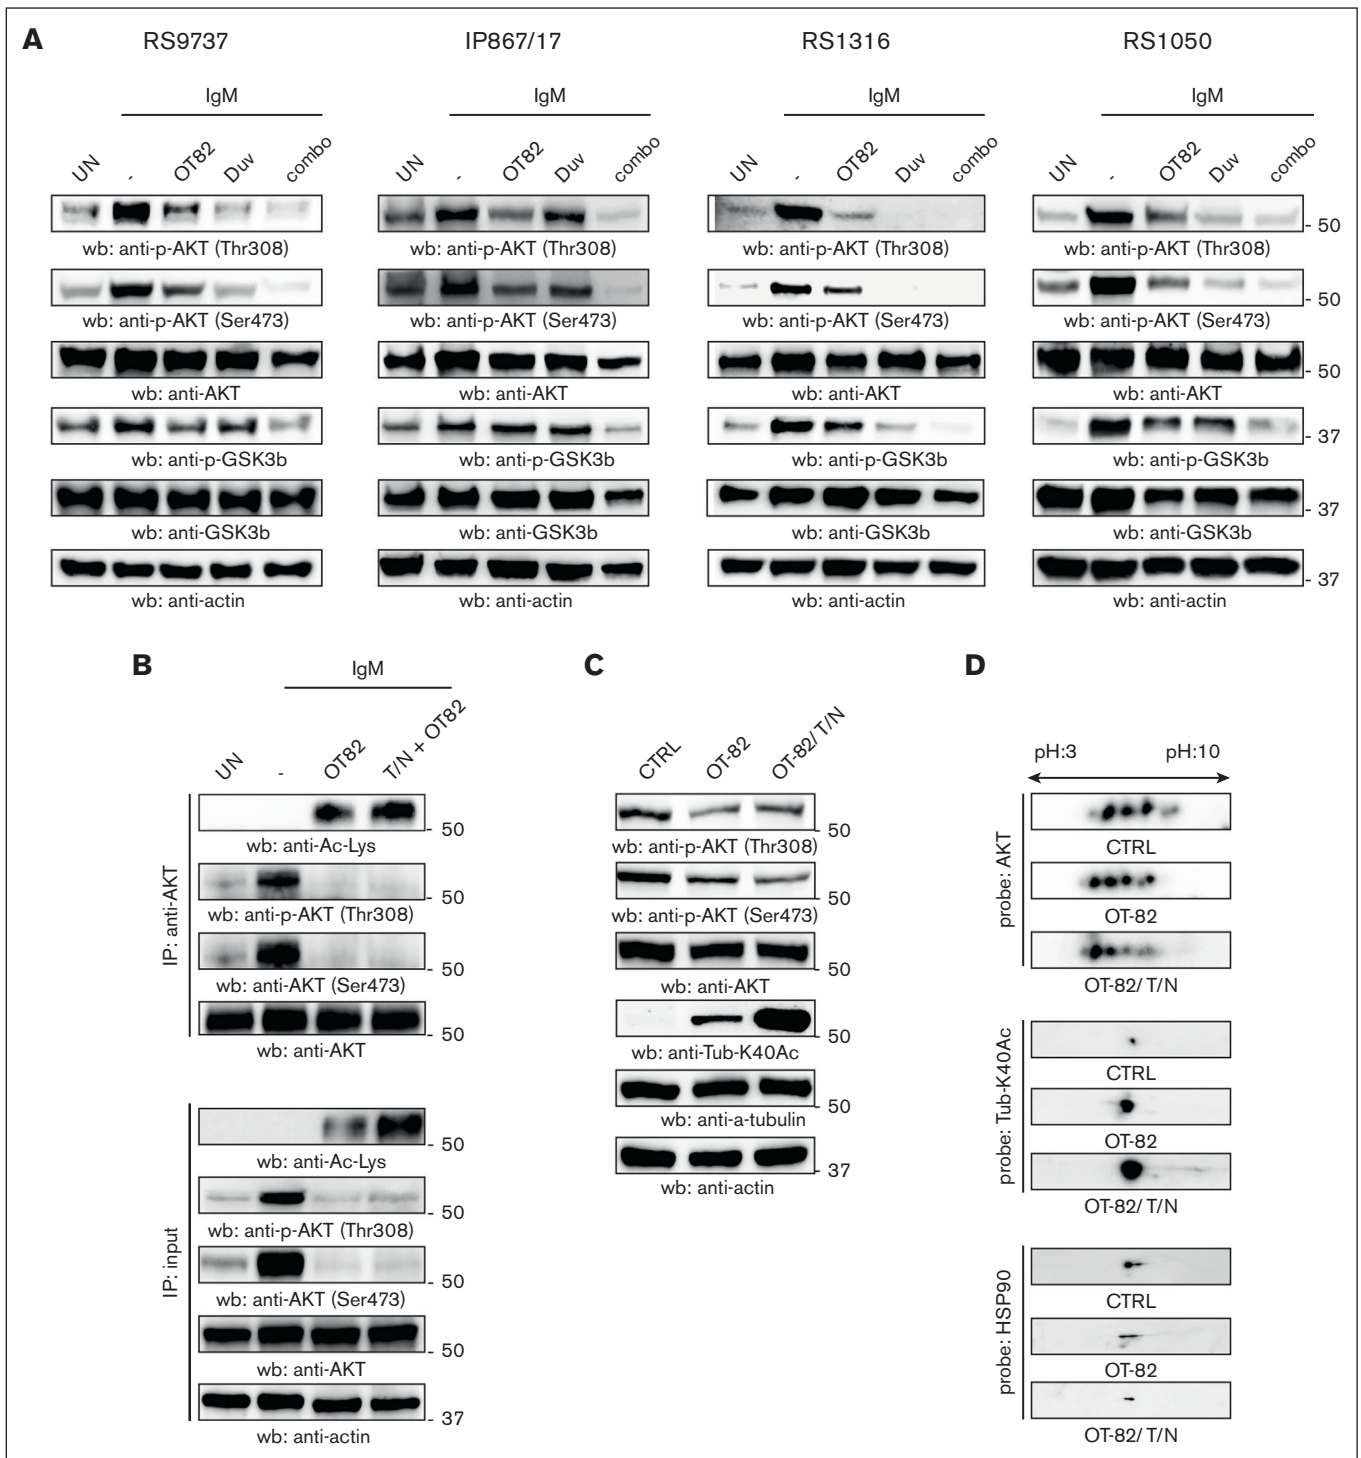 A
RS9737 IP867/17 RS1316 RS1050
IgM IgM IgM IgM
UN - OT82 Duv combo UN - OT82 Duv combo UN - OT82 Duv combo UN - OT82 Duv combo
- 50
wb: anti-p-AKT (Thr308) wb: anti-p-AKT (Thr308) wb: anti-p-AKT (Thr308) wb: anti-p-AKT (Thr308)
- 50
wb: anti-p-AKT (Ser473) wb: anti-p-AKT (Ser473) wb: anti-p-AKT (Ser473) wb: anti-p-AKT (Ser473)
- 50
wb: anti-AKT wb: anti-AKT wb: anti-AKT wb: anti-AKT
- 37
wb: anti-p-GSK3b wb: anti-p-GSK3b wb: anti-p-GSK3b wb: anti-p-GSK3b
- 37
wb: anti-GSK3b wb: anti-GSK3b wb: anti-GSK3b wb: anti-GSK3b
- 37
wb: anti-actin wb: anti-actin wb: anti-actin wb: anti-actin
B
IgM
UN - OT82 T/N + OT82
IP: anti-AKT
- 50
wb: anti-Ac-Lys
- 50
wb: anti-p-AKT (Thr308)
- 50
wb: anti-AKT (Ser473)
- 50
wb: anti-AKT
IP: input
- 50
wb: anti-Ac-Lys
- 50
wb: anti-p-AKT (Thr308)
- 50
wb: anti-AKT (Ser473)
- 50
wb: anti-AKT
- 37
wb: anti-actin
C
CTRL OT-82 OT-82/ T/N
- 50
wb: anti-p-AKT (Thr308)
- 50
wb: anti-p-AKT (Ser473)
- 50
wb: anti-AKT
- 50
wb: anti-Tub-K40Ac
- 50
wb: anti-a-tubulin
- 37
wb: anti-actin
D
pH:3 pH:10
probe: AKT
CTRL
OT-82
OT-82/ T/N
probe: Tub-K40Ac
CTRL
OT-82
OT-82/ T/N
probe: HSP90
CTRL
OT-82
OT-82/ T/N